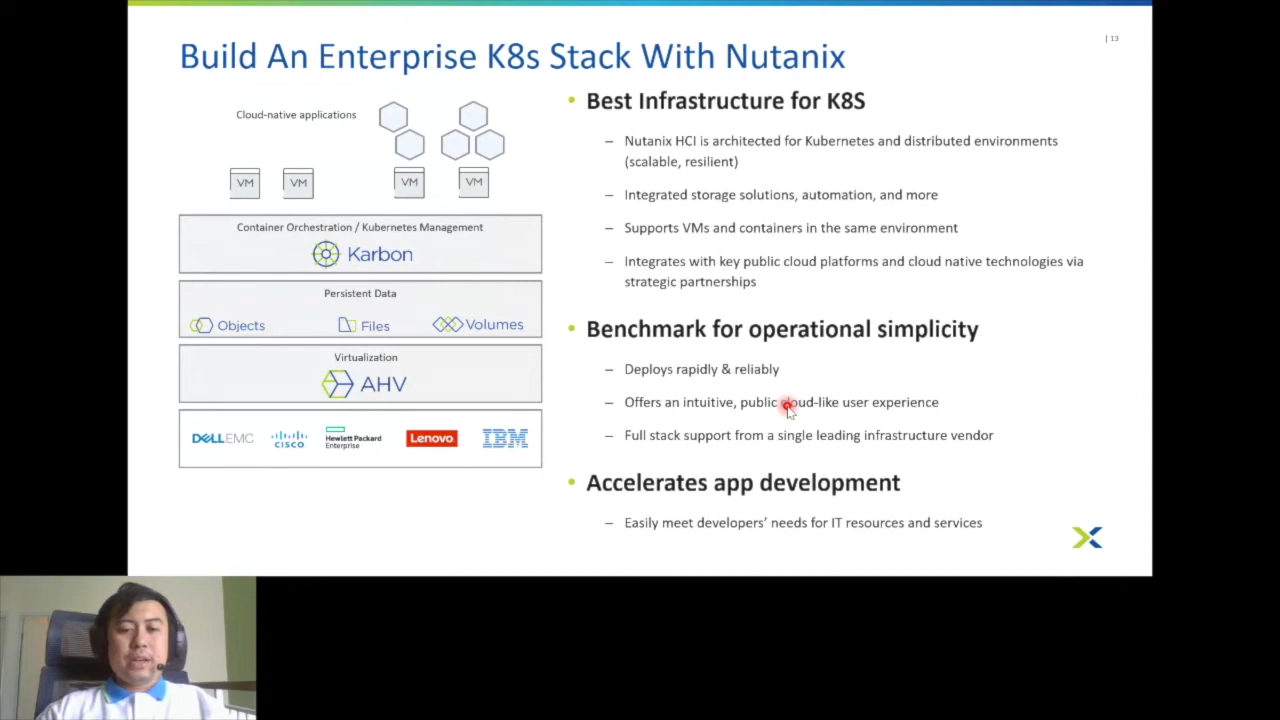 | 13
Build An Enterprise K8s Stack With Nutanix
Cloud-native applications
VM VM VM VM
Container Orchestration / Kubernetes Management
Karbon
Persistent Data
Objects Files Volumes
Virtualization
AHV
DELLEMC CISCO Hewlett Packard Enterprise Lenovo IBM
• Best Infrastructure for K8S
– Nutanix HCI is architected for Kubernetes and distributed environments
(scalable, resilient)
– Integrated storage solutions, automation, and more
– Supports VMs and containers in the same environment
– Integrates with key public cloud platforms and cloud native technologies via
strategic partnerships
• Benchmark for operational simplicity
– Deploys rapidly & reliably
– Offers an intuitive, public cloud-like user experience
– Full stack support from a single leading infrastructure vendor
• Accelerates app development
– Easily meet developers’ needs for IT resources and services